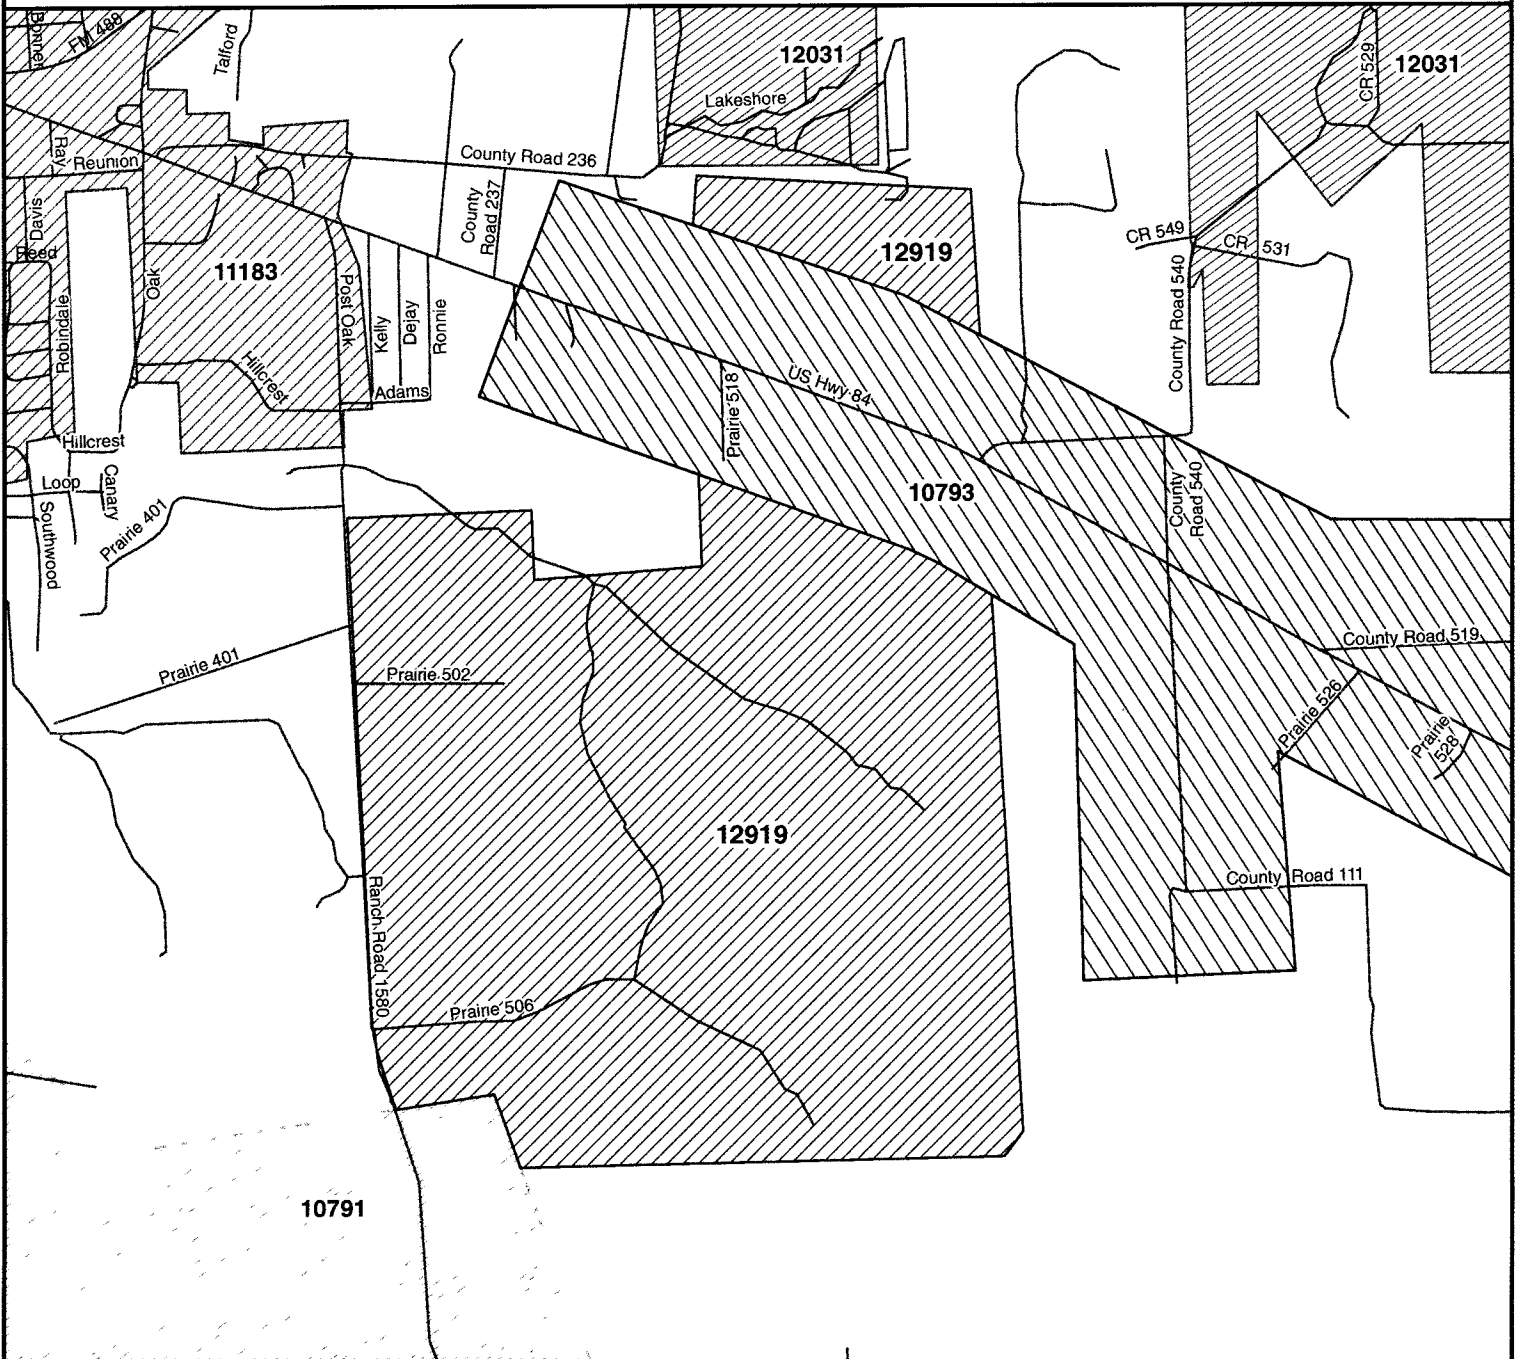 Bonner
FM 488
Talford
12031
CR 529
12031
Lakeshore
Ray
Reunion
County Road 236
County
Road 237
Davis
Reed
Oak
11183
12919
CR 549
CR 531
County Road 540
Robindale
Post Oak
Kelly
Dejay
Ronnie
Hillcrest
Adams
US Hwy 84
Prairie 518
Hillcrest
Loop
Canary
Southwood
Prairie 401
10793
County
Road 540
Prairie 401
Prairie 502
County Road 519
Prairie 526
Prairie
528
12919
County Road 111
Ranch Road 1580
Prairie 506
10791